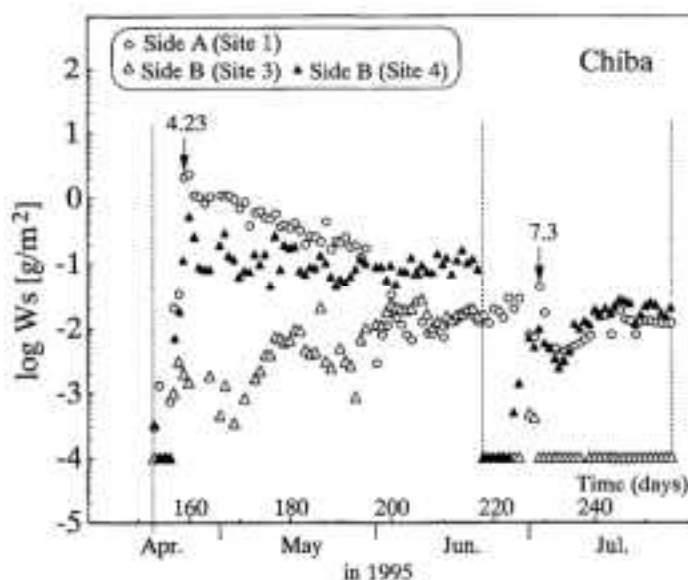 ○ Side A (Site 1)
△ Side B (Site 3) ▲ Side B (Site 4)
Chiba
4.23
7.3
log Ws [g/m²]
2
1
0
-1
-2
-3
-4
-5
Time (days)
160 180 200 220 240
Apr. May Jun. Jul.
in 1995